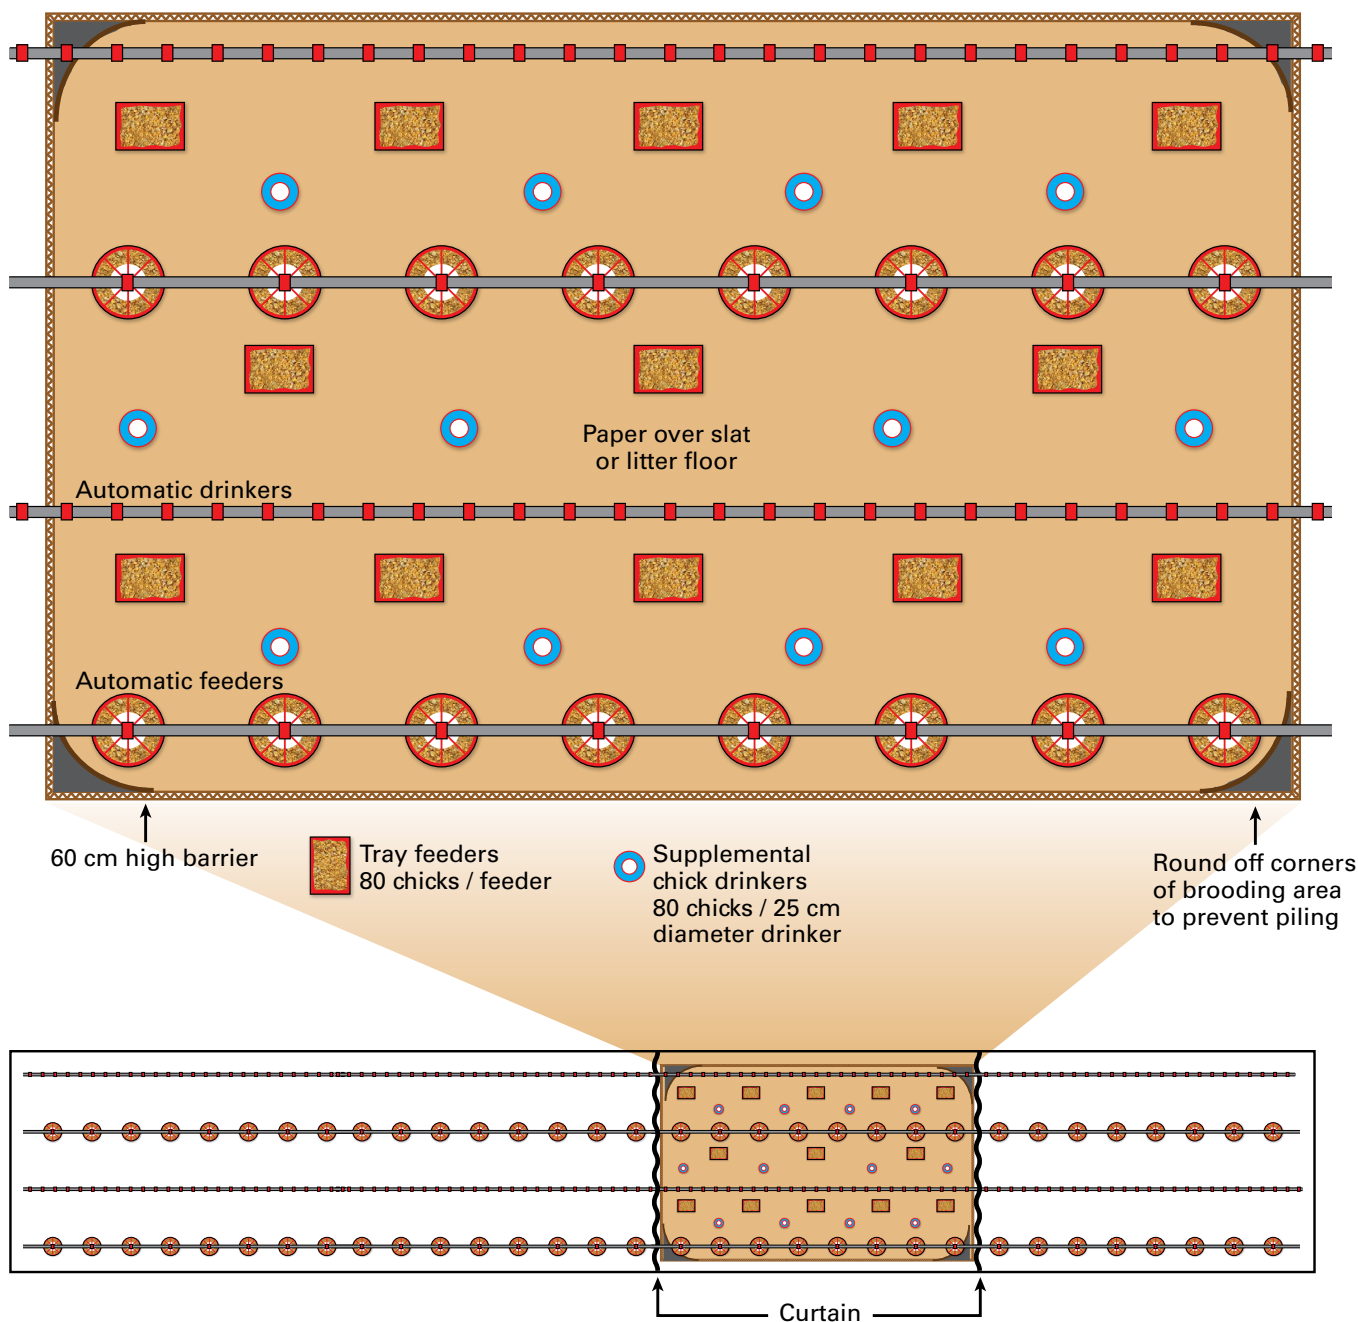 Paper over slat
or litter floor
Automatic drinkers
Automatic feeders
60 cm high barrier
Tray feeders
80 chicks / feeder
Supplemental
chick drinkers
80 chicks / 25 cm
diameter drinker
Round off corners
of brooding area
to prevent piling
Curtain